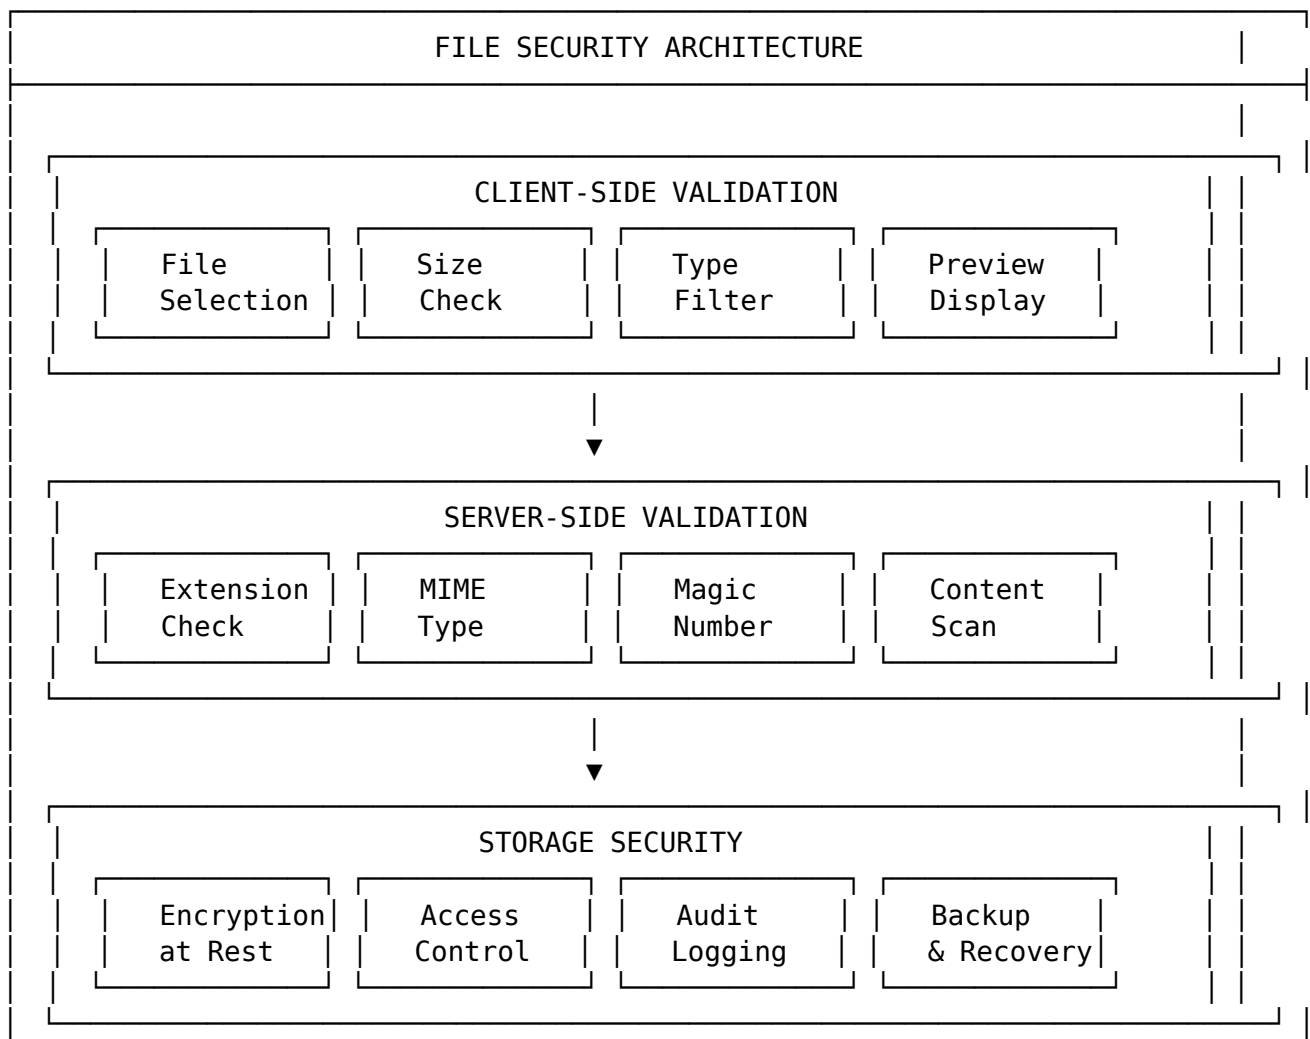 FILE SECURITY ARCHITECTURE
CLIENT-SIDE VALIDATION
File Size Type Preview
Selection Check Filter Display
SERVER-SIDE VALIDATION
Extension MIME Magic Content
Check Type Number Scan
STORAGE SECURITY
Encryption Access Audit Backup
at Rest Control Logging & Recovery